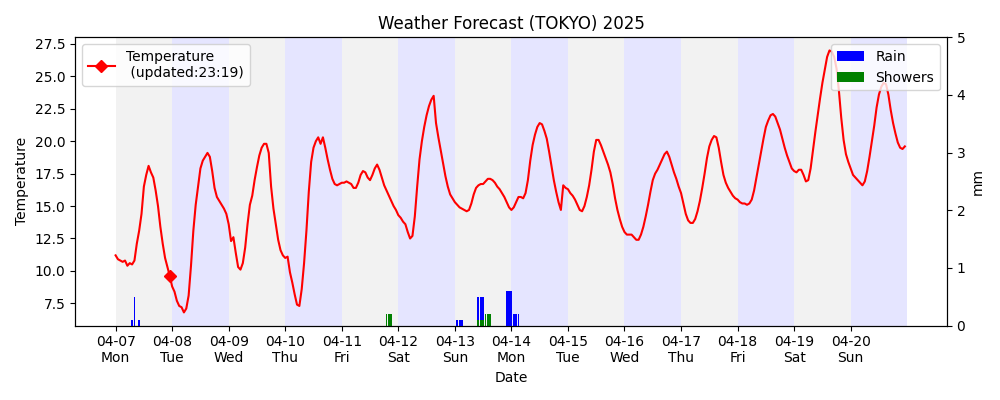 Weather Forecast (TOKYO) 2025
Temperature
(updated:23:19)
Rain
Showers
27.5
25.0
22.5
20.0
17.5
15.0
12.5
10.0
7.5
Temperature
5
4
3
2
1
0
mm
04-07 04-08 04-09 04-10 04-11 04-12 04-13 04-14 04-15 04-16 04-17 04-18 04-19 04-20
Mon Tue Wed Thu Fri Sat Sun Mon Tue Wed Thu Fri Sat Sun
Date